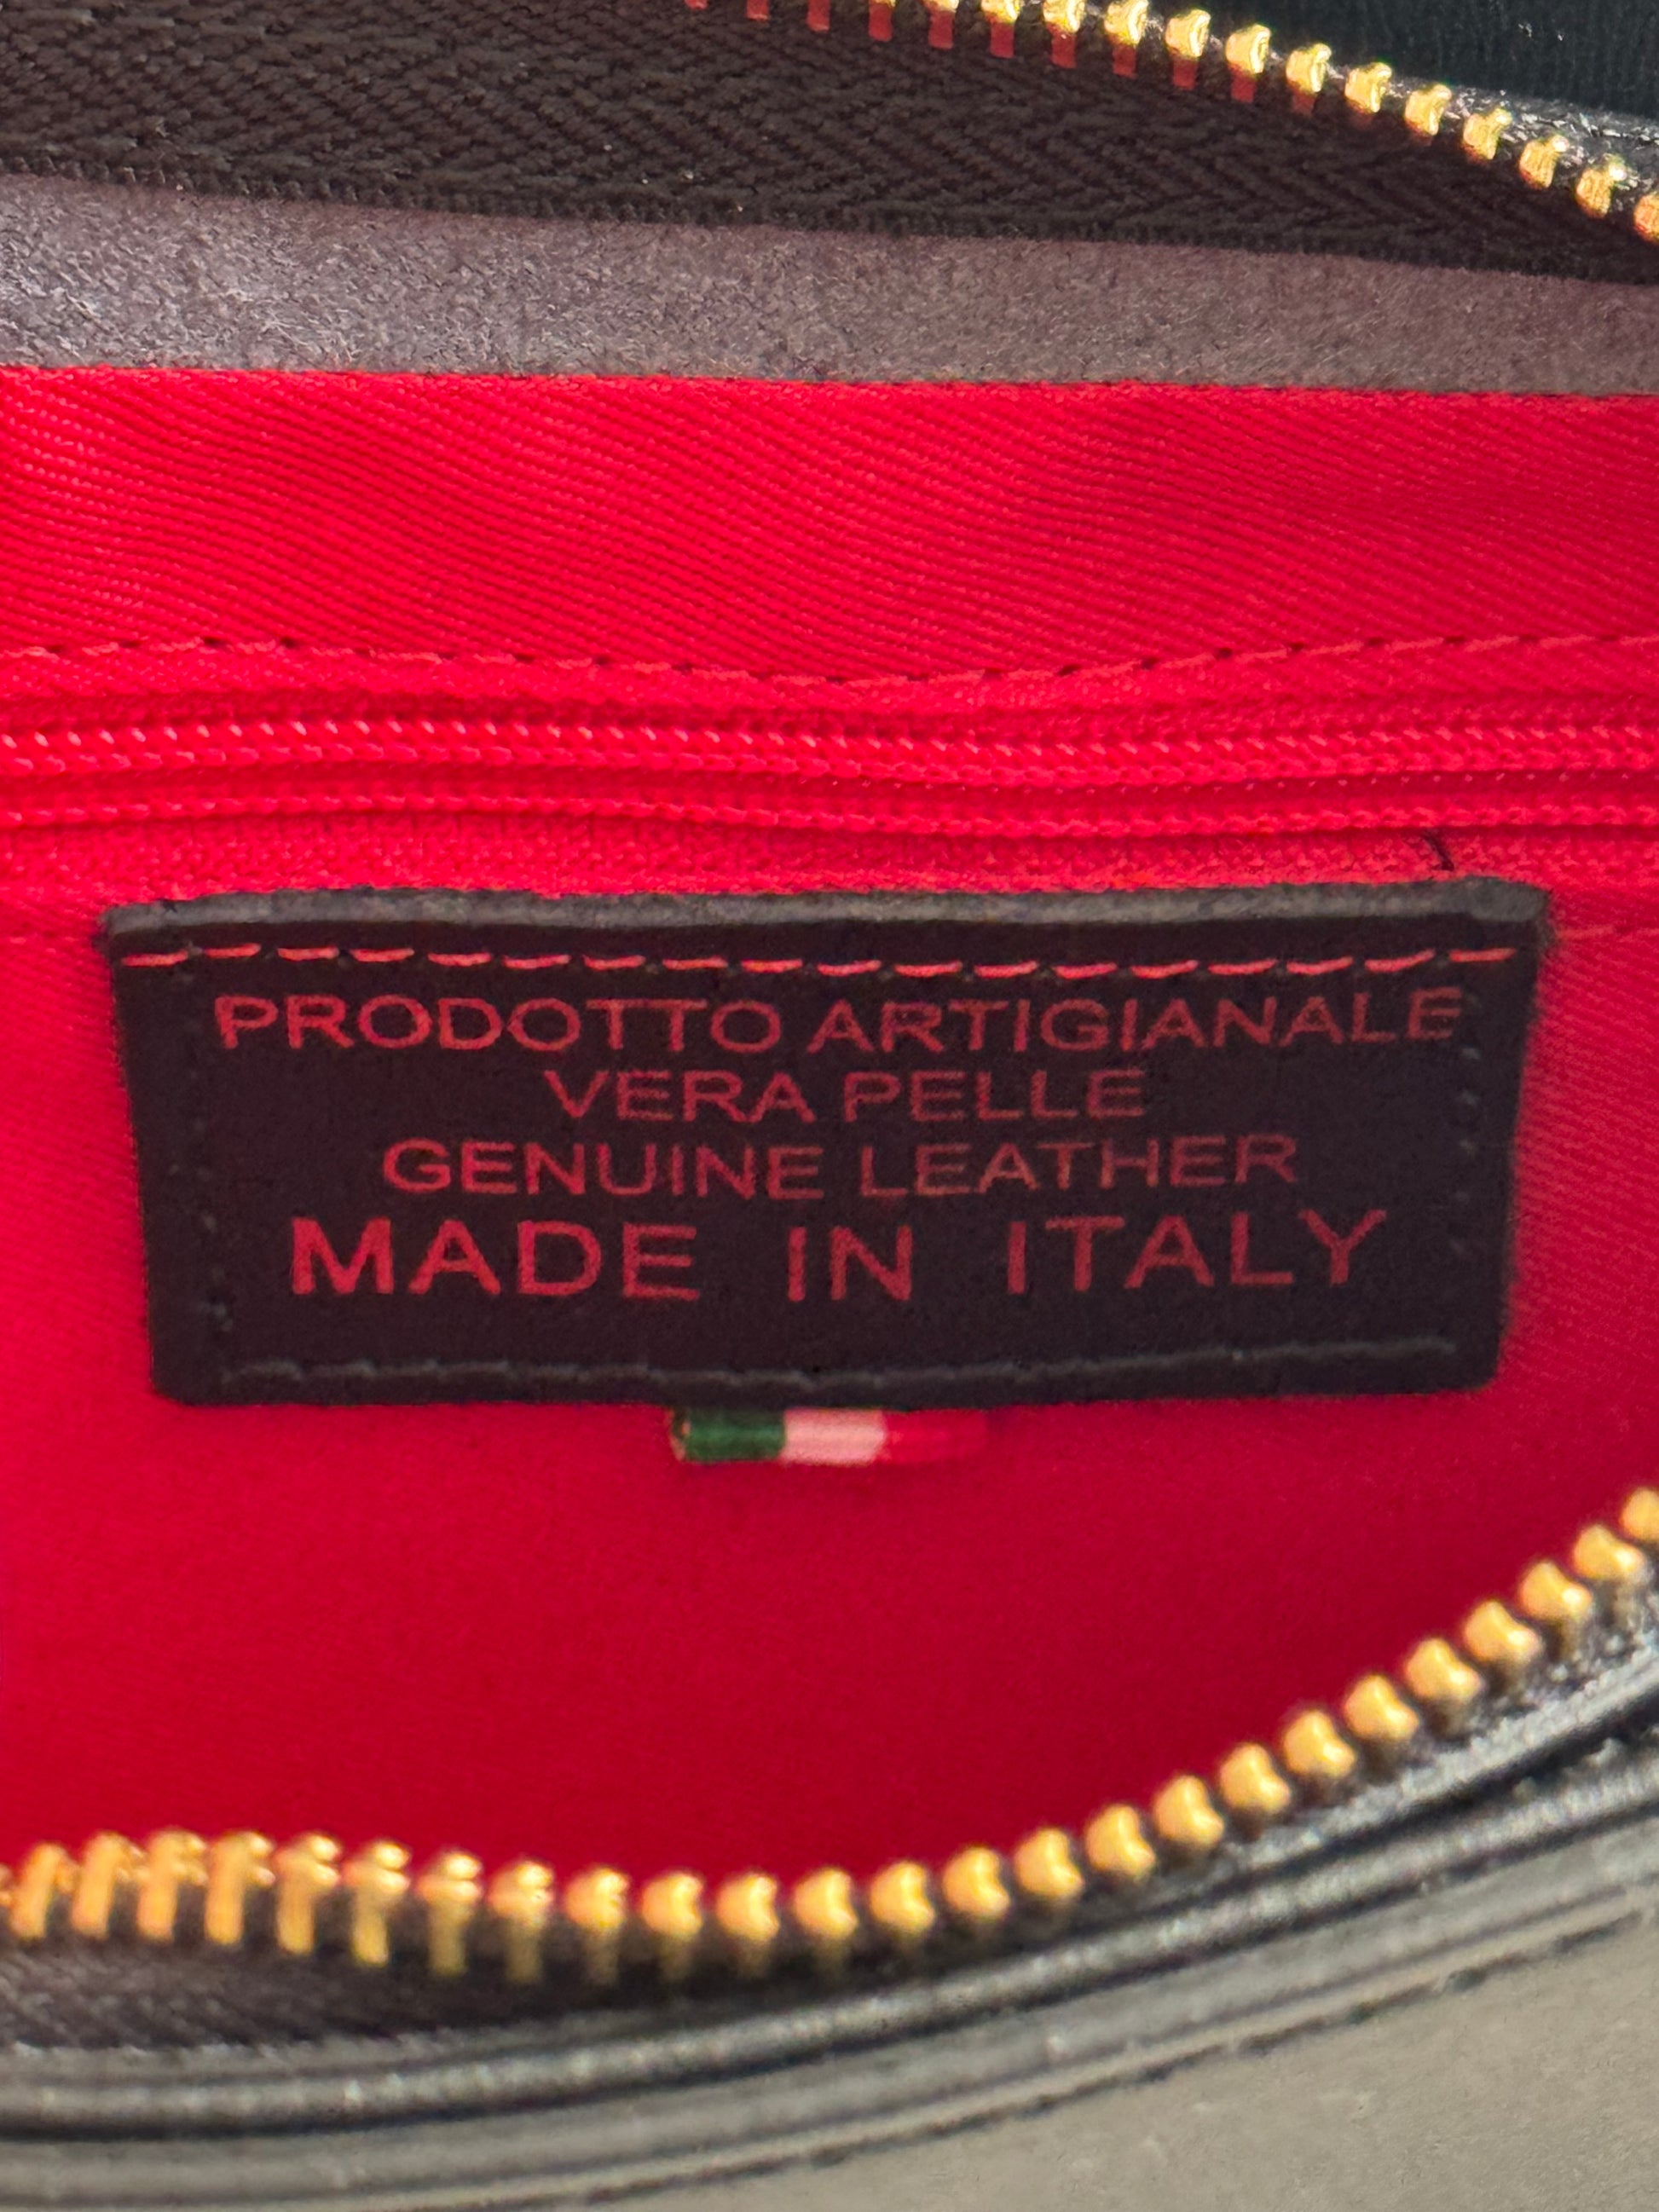 PRODOTTO ARTIGIANALE
VERA PELLE
GENUINE LEATHER
MADE IN ITALY